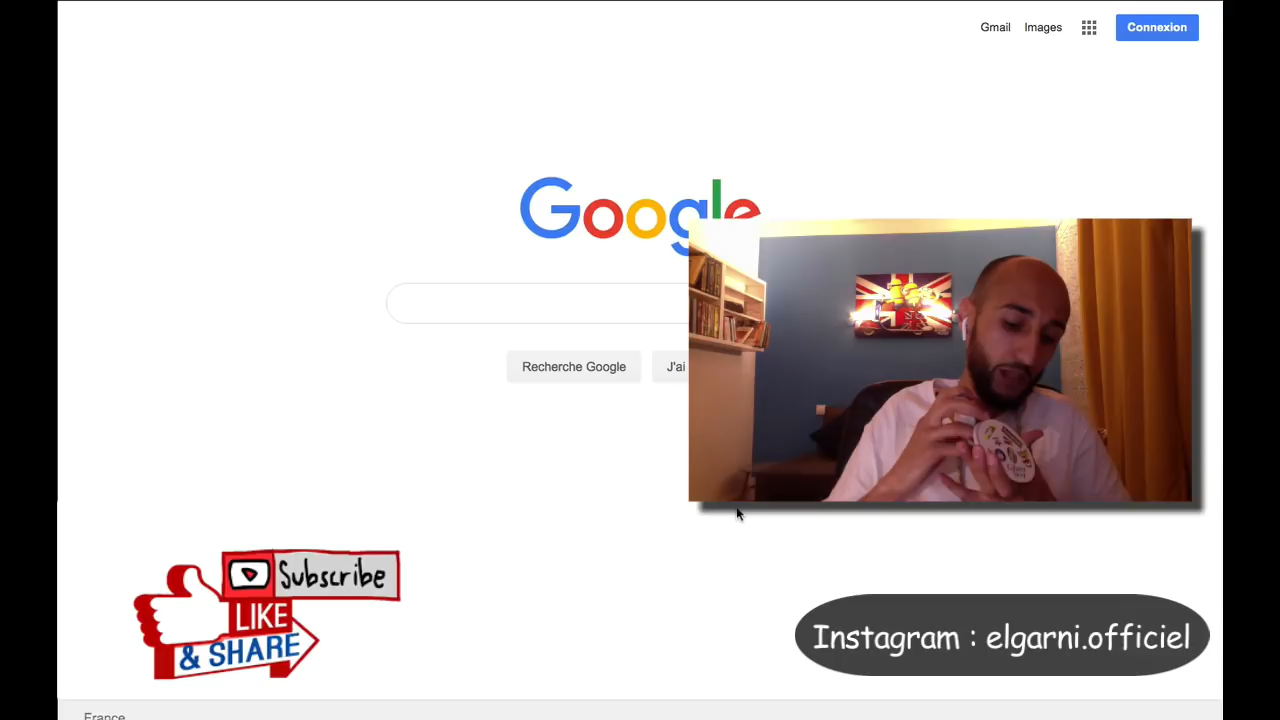 Gmail Images Connexion
Google
Recherche Google J'ai
Subscribe
LIKE
& SHARE
Instagram : elgarni.officiel
France